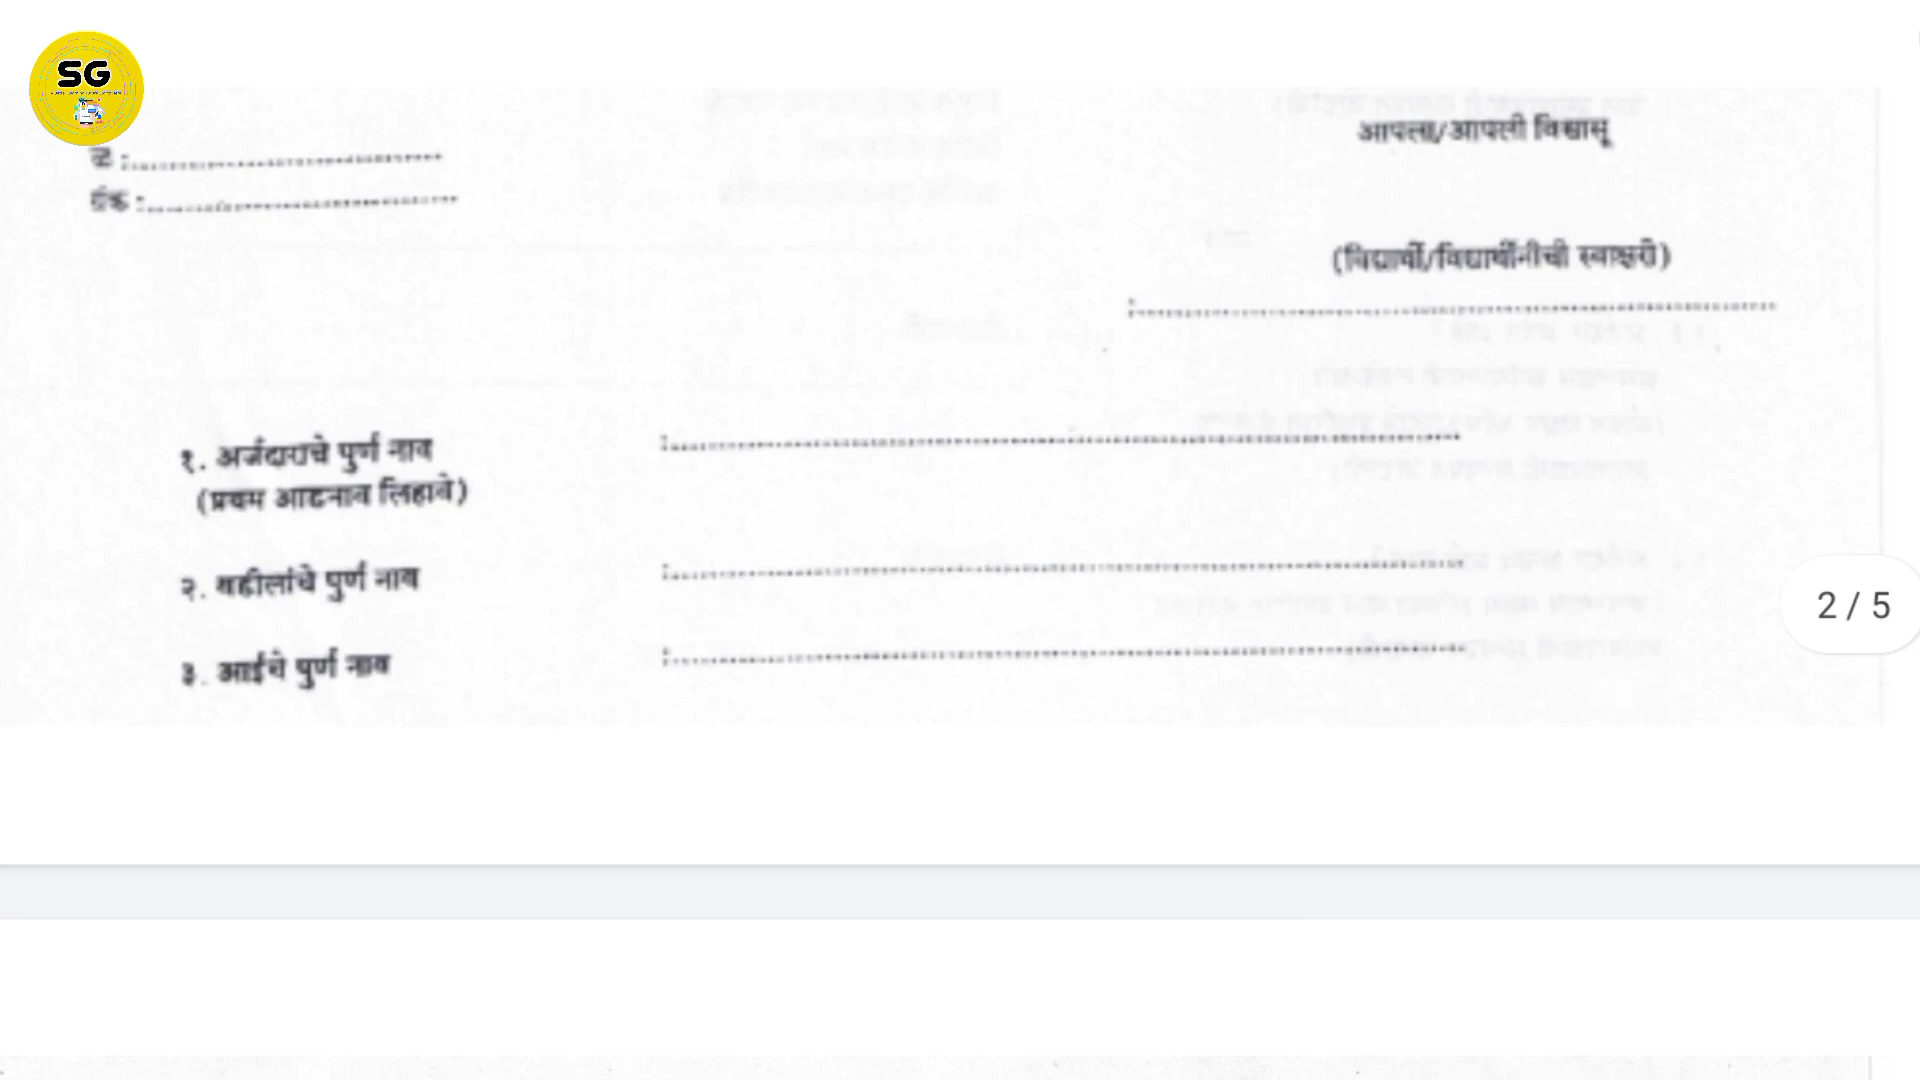 SG
आपला/आपली विश्वासू
(विद्यार्थी/विद्यार्थीनीची स्वाक्षरी)
:
१. अर्जदाराचे पुर्ण नाव :
(प्रथम आडनाव लिहावे)
२. वडीलांचे पुर्ण नाव :
३. आईचे पुर्ण नाव :
2 / 5